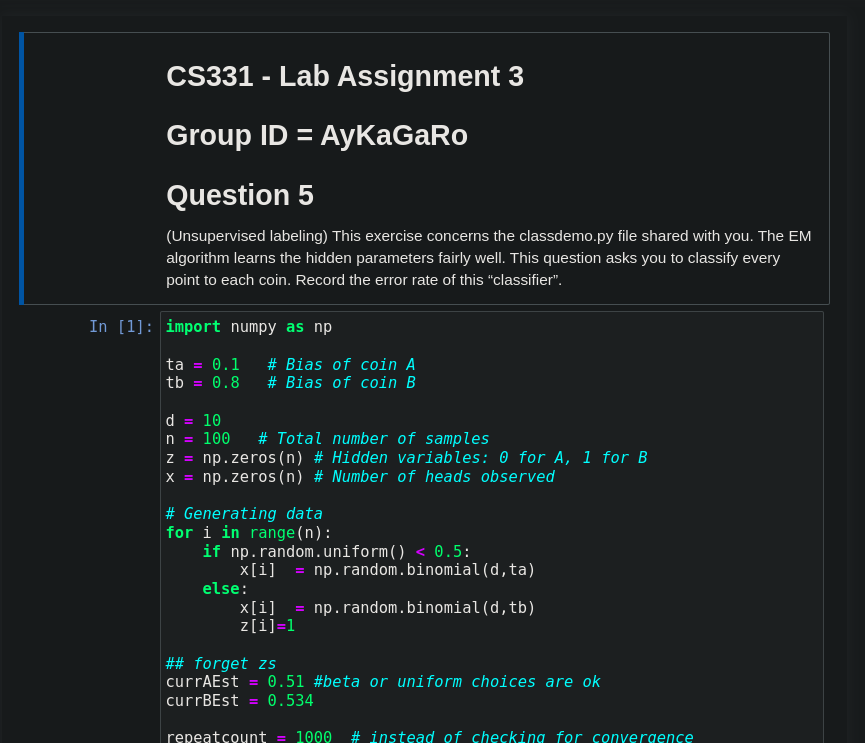 CS331 - Lab Assignment 3
Group ID = AyKaGaRo
Question 5
(Unsupervised labeling) This exercise concerns the classdemo.py file shared with you. The EM
algorithm learns the hidden parameters fairly well. This question asks you to classify every
point to each coin. Record the error rate of this “classifier”.
In [1]: import numpy as np
ta = 0.1   # Bias of coin A
tb = 0.8   # Bias of coin B
d = 10
n = 100   # Total number of samples
z = np.zeros(n) # Hidden variables: 0 for A, 1 for B
x = np.zeros(n) # Number of heads observed
# Generating data
for i in range(n):
    if np.random.uniform() < 0.5:
        x[i]  = np.random.binomial(d,ta)
    else:
        x[i]  = np.random.binomial(d,tb)
        z[i]=1
## forget zs
currAEst = 0.51 #beta or uniform choices are ok
currBEst = 0.534
repeatcount = 1000  # instead of checking for convergence